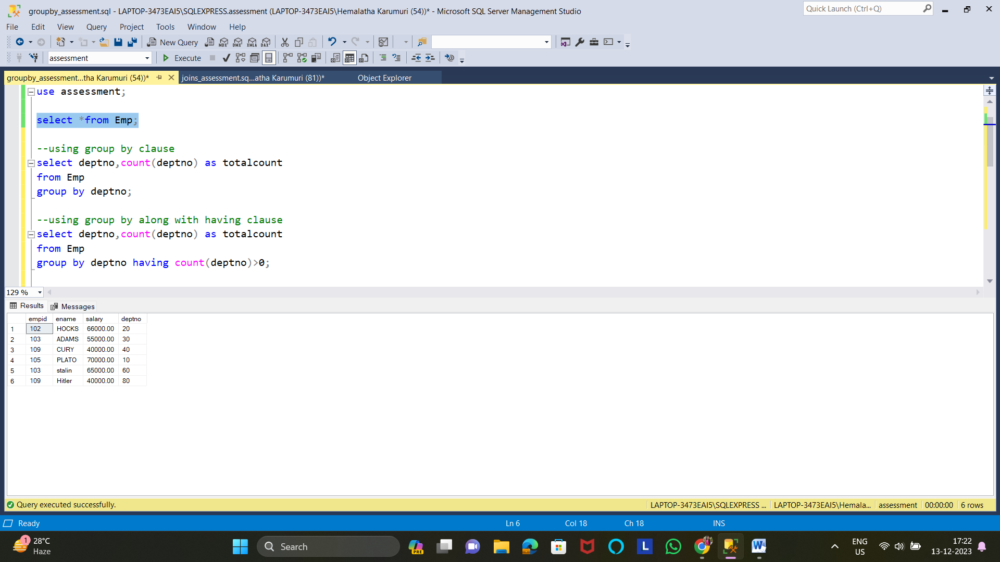 groupby_assessment.sql - LAPTOP-3473EAI5\SQLEXPRESS.assessment (LAPTOP-3473EAI5\Hemalatha Karumuri (54))* - Microsoft SQL Server Management Studio
Quick Launch (Ctrl+Q)
File Edit View Query Project Tools Window Help
New Query MDX DMX XMLA DAX
assessment Execute
groupby_assessment...tha Karumuri (54))* joins_assessment.sq...atha Karumuri (81))* Object Explorer
use assessment;
select *from Emp;
--using group by clause
select deptno,count(deptno) as totalcount
from Emp
group by deptno;
--using group by along with having clause
select deptno,count(deptno) as totalcount
from Emp
group by deptno having count(deptno)>0;
129 %
Results Messages
empid ename salary deptno
1 102 HOCKS 66000.00 20
2 103 ADAMS 55000.00 30
3 109 CURY 40000.00 40
4 105 PLATO 70000.00 10
5 103 stalin 65000.00 60
6 109 Hitler 40000.00 80
Query executed successfully. LAPTOP-3473EAI5\SQLEXPRESS ... LAPTOP-3473EAI5\Hemala... assessment 00:00:00 6 rows
Ready Ln 6 Col 18 Ch 18 INS
1 28°C
Haze
Search
PRE
L
W
ENG
US
17:22
13-12-2023